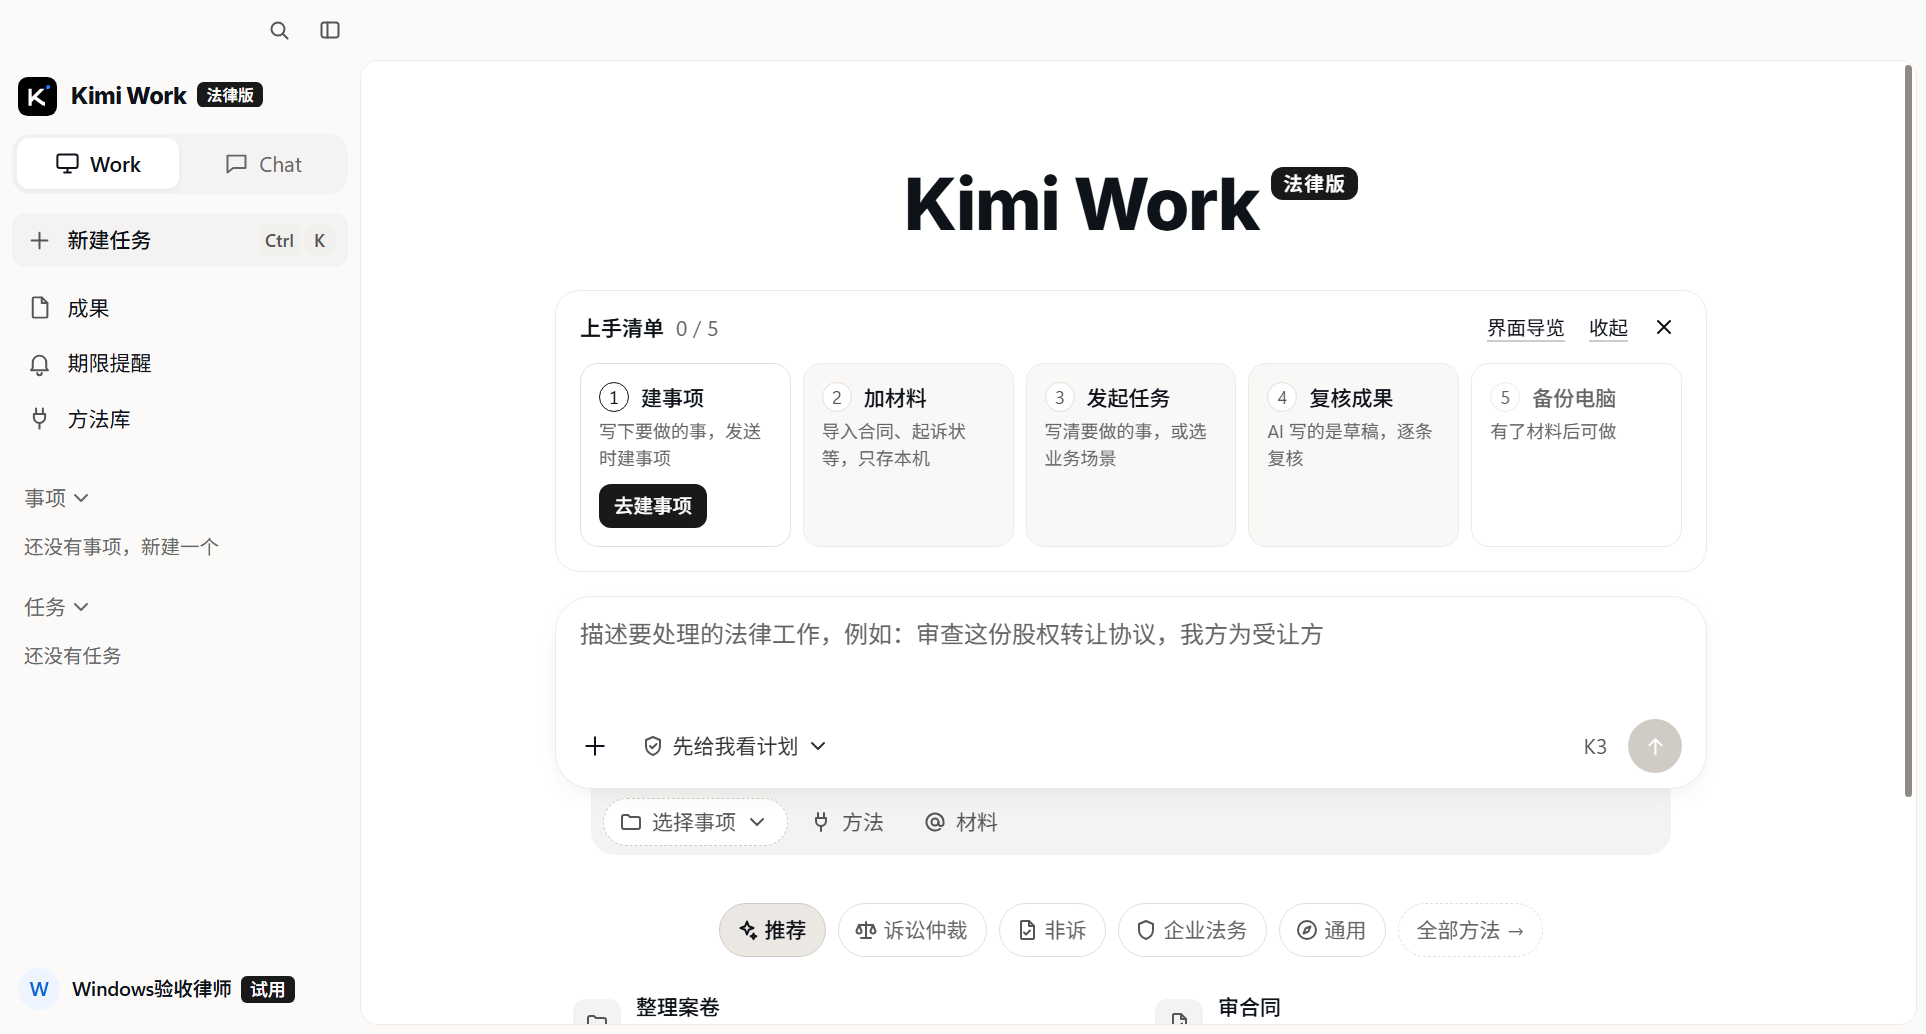 Kimi Work 法律版
Work
Chat
新建任务 Ctrl K
成果
期限提醒
方法库
事项
还没有事项，新建一个
任务
还没有任务
W Windows验收律师 试用
Kimi Work 法律版
上手清单 0 / 5
界面导览 收起
1 建事项
写下要做的事，发送
时建事项
去建事项
2 加材料
导入合同、起诉状
等，只存本机
3 发起任务
写清要做的事，或选
业务场景
4 复核成果
AI 写的是草稿，逐条
复核
5 备份电脑
有了材料后可做
描述要处理的法律工作，例如：审查这份股权转让协议，我方为受让方
先给我看计划
K3
选择事项 方法 材料
推荐 诉讼仲裁 非诉 企业法务 通用 全部方法 →
整理案卷
审合同